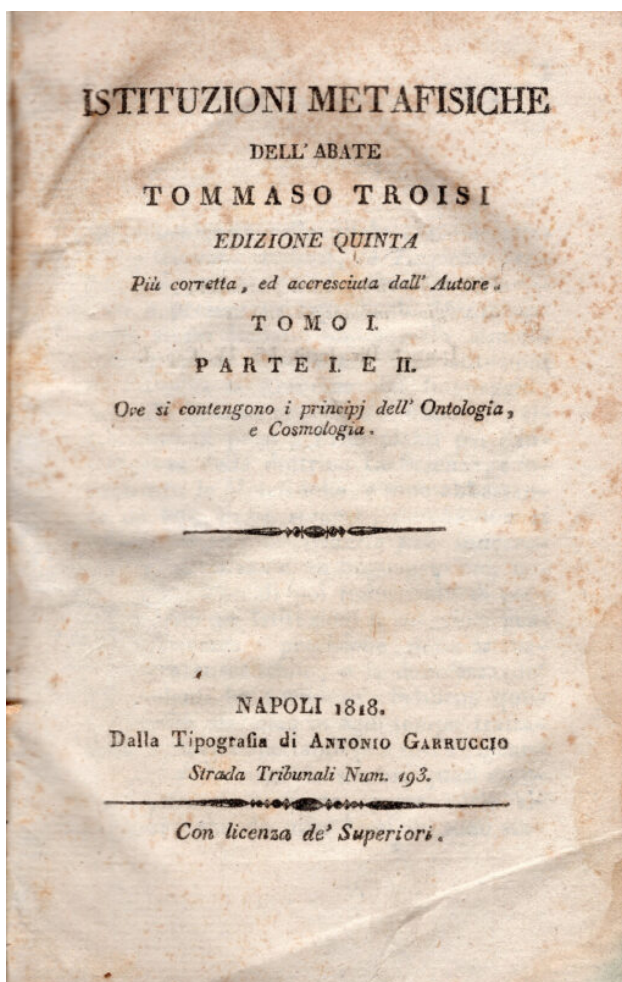 ISTITUZIONI METAFISICHE
DELL' ABATE
TOMMASO TROISI
EDIZIONE QUINTA
Più corretta, ed accresciuta dall' Autore.
TOMO I.
PARTE I. E II.
Ove si contengono i principj dell' Ontologia,
e Cosmologia.
NAPOLI 1818.
Dalla Tipografia di ANTONIO GARRUCCIO
Strada Tribunali Num. 193.
Con licenza de' Superiori.